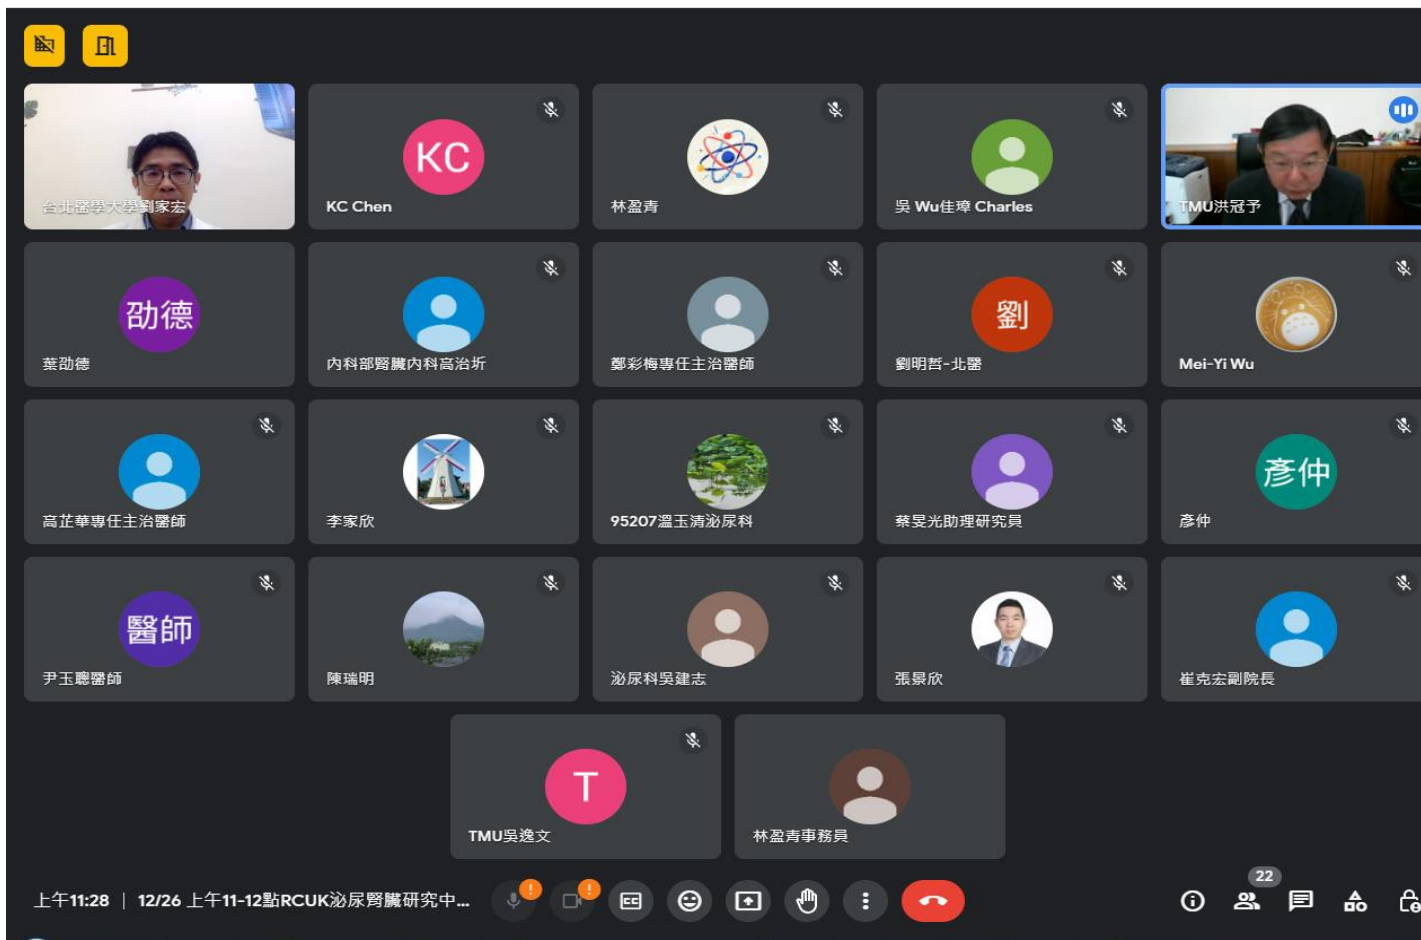 台北醫學大學劉家宏
KC
KC Chen
林盈青
吳 Wu佳璋 Charles
TMU洪冠予
劭德
葉劭德
內科部腎臟內科高治圻
鄭彩梅專任主治醫師
劉
劉明哲-北醫
Mei-Yi Wu
高芷華專任主治醫師
李家欣
95207溫玉清泌尿科
蔡旻光助理研究員
彥仲
彥仲
醫師
尹玉聰醫師
陳瑞明
泌尿科吳建志
張景欣
崔克宏副院長
T
TMU吳逸文
林盈青事務員
22
上午11:28 | 12/26 上午11-12點RCUK泌尿腎臟研究中...